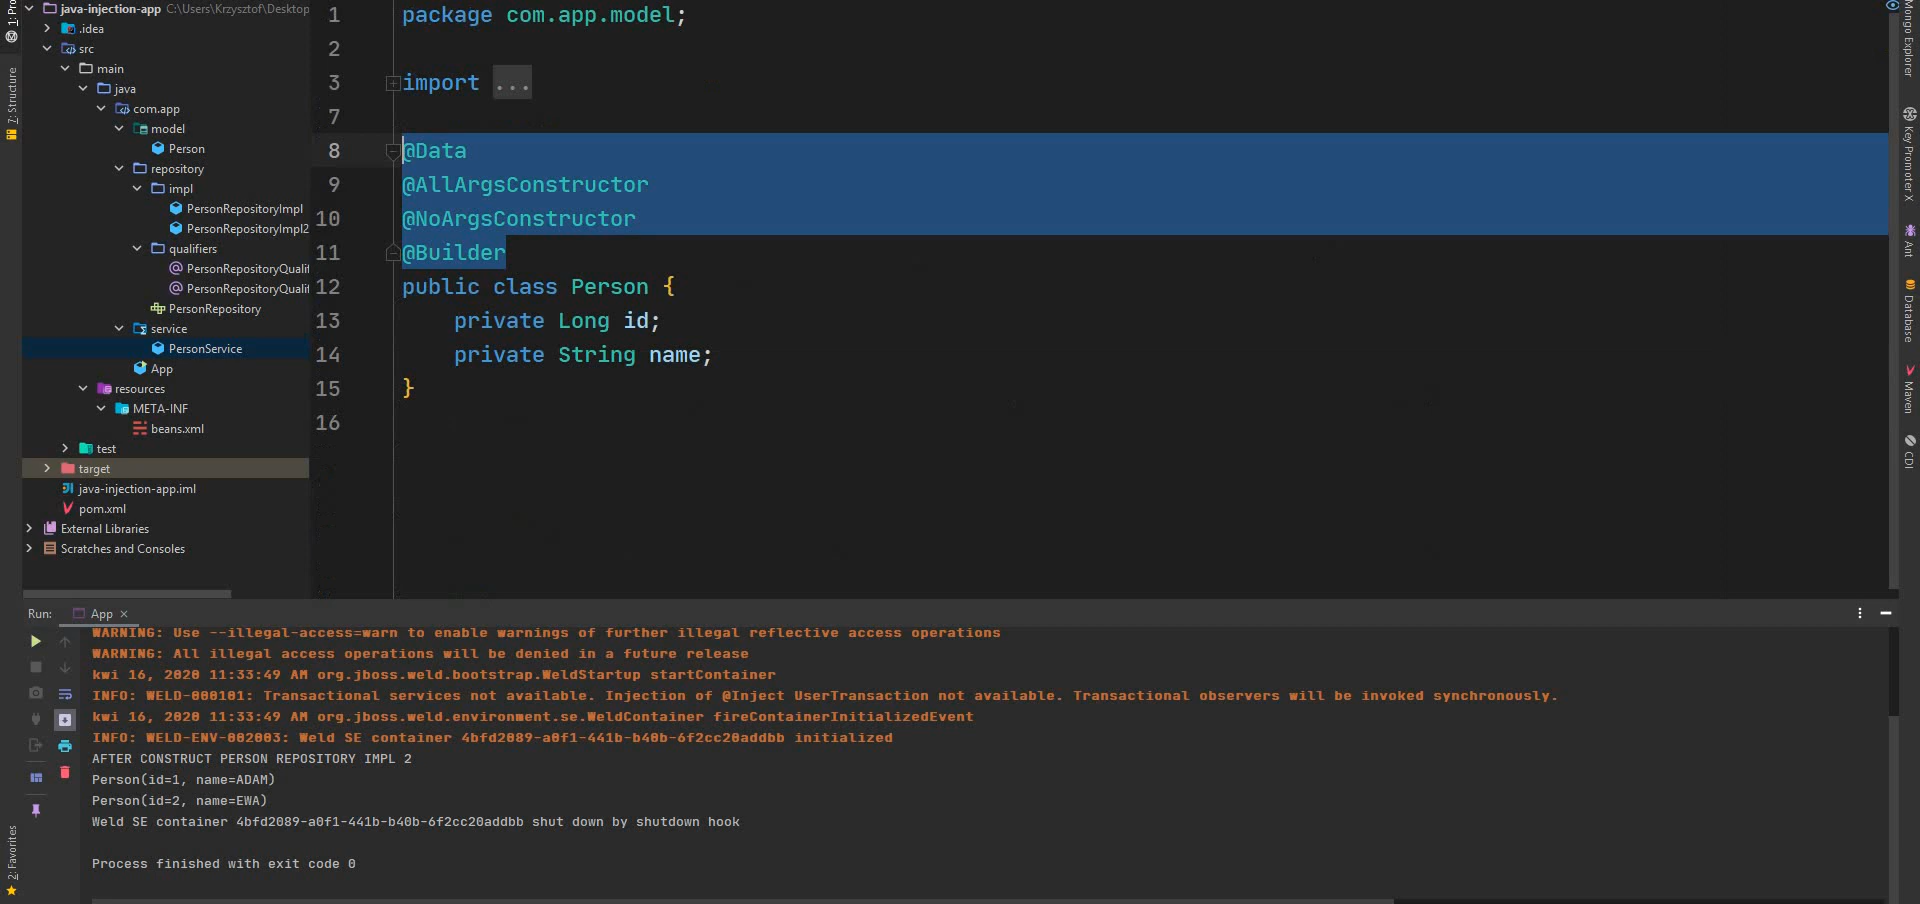 java-injection-app C:\Users\Krzysztof\Desktop
.idea
src
main
java
com.app
model
Person
repository
impl
PersonRepositoryImpl
PersonRepositoryImpl2
qualifiers
PersonRepositoryQualif
PersonRepositoryQualif
PersonRepository
service
PersonService
App
resources
META-INF
beans.xml
test
target
java-injection-app.iml
pom.xml
External Libraries
Scratches and Consoles
7: Structure
2: Favorites
1 package com.app.model;
2
3 import ...
7
8 @Data
9 @AllArgsConstructor
10 @NoArgsConstructor
11 @Builder
12 public class Person {
13 private Long id;
14 private String name;
15 }
16
Mongo Explorer
Key Promoter X
Ant
Database
Maven
CDI
Run: App ×
WARNING: Use --illegal-access=warn to enable warnings of further illegal reflective access operations
WARNING: All illegal access operations will be denied in a future release
kwi 16, 2020 11:33:49 AM org.jboss.weld.bootstrap.WeldStartup startContainer
INFO: WELD-000101: Transactional services not available. Injection of @Inject UserTransaction not available. Transactional observers will be invoked synchronously.
kwi 16, 2020 11:33:49 AM org.jboss.weld.environment.se.WeldContainer fireContainerInitializedEvent
INFO: WELD-ENV-002003: Weld SE container 4bfd2089-a0f1-441b-b40b-6f2cc20addbb initialized
AFTER CONSTRUCT PERSON REPOSITORY IMPL 2
Person(id=1, name=ADAM)
Person(id=2, name=EWA)
Weld SE container 4bfd2089-a0f1-441b-b40b-6f2cc20addbb shut down by shutdown hook
Process finished with exit code 0